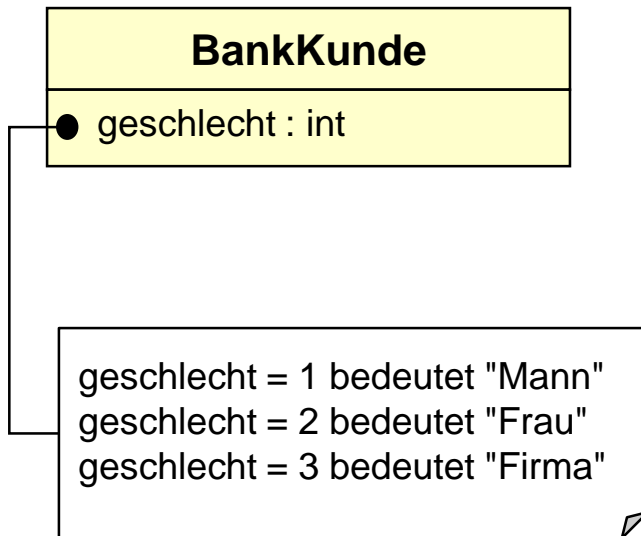 BankKunde
geschlecht : int
geschlecht = 1 bedeutet "Mann"
geschlecht = 2 bedeutet "Frau"
geschlecht = 3 bedeutet "Firma"